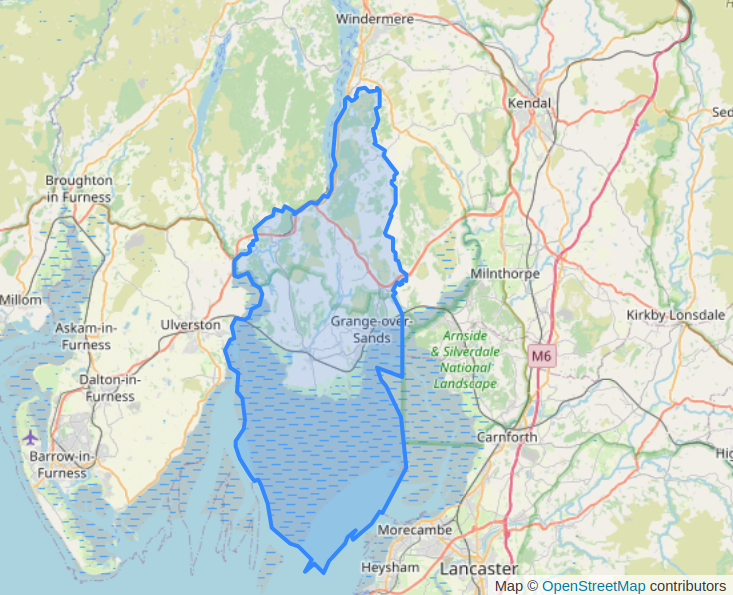 Windermere
Kendal
Sed
Broughton
in Furness
Milnthorpe
Millom
Grange-over-
Sands
Kirkby Lonsdale
Ulverston
Askam-in-
Furness
Arnside
& Silverdale
National
Landscape
M6
Dalton-in-
Furness
Carnforth
Barrow-in-
Furness
Hig
Morecambe
Heysham
Lancaster
Map © OpenStreetMap contributors